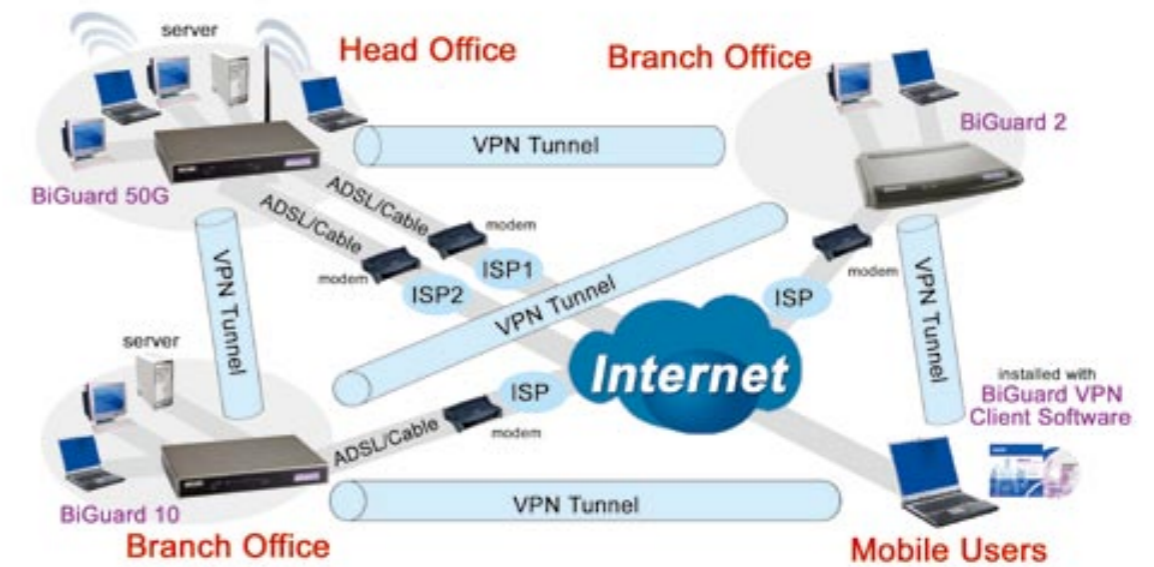 server
Head Office
Branch Office
BiGuard 2
VPN Tunnel
BiGuard 50G
ADSL/Cable
ADSL/Cable
modem
modem
ISP1
ISP2
VPN Tunnel
VPN Tunnel
modem
ISP
VPN Tunnel
Internet
server
installed with
BiGuard VPN
Client Software
ISP
modem
ADSL/Cable
VPN Tunnel
BiGuard 10
Branch Office
Mobile Users